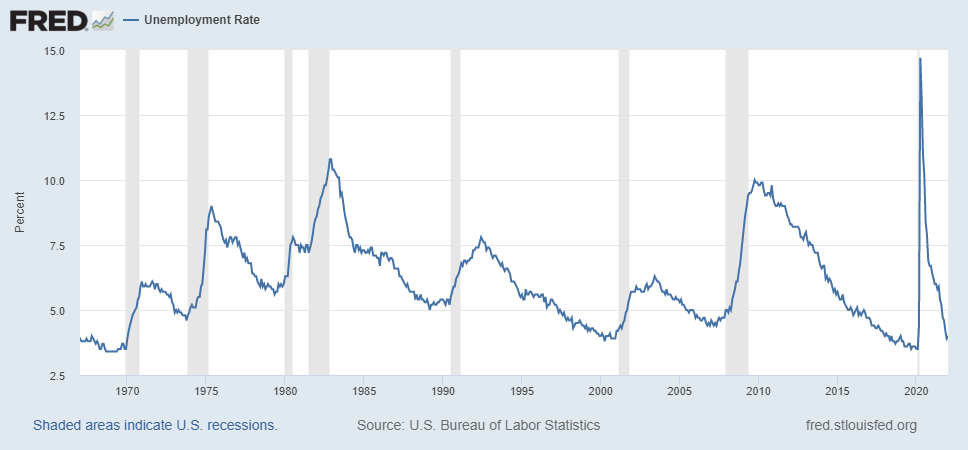 FRED
Unemployment Rate
15.0
12.5
10.0
7.5
5.0
2.5
Percent
1970 1975 1980 1985 1990 1995 2000 2005 2010 2015 2020
Shaded areas indicate U.S. recessions. Source: U.S. Bureau of Labor Statistics fred.stlouisfed.org